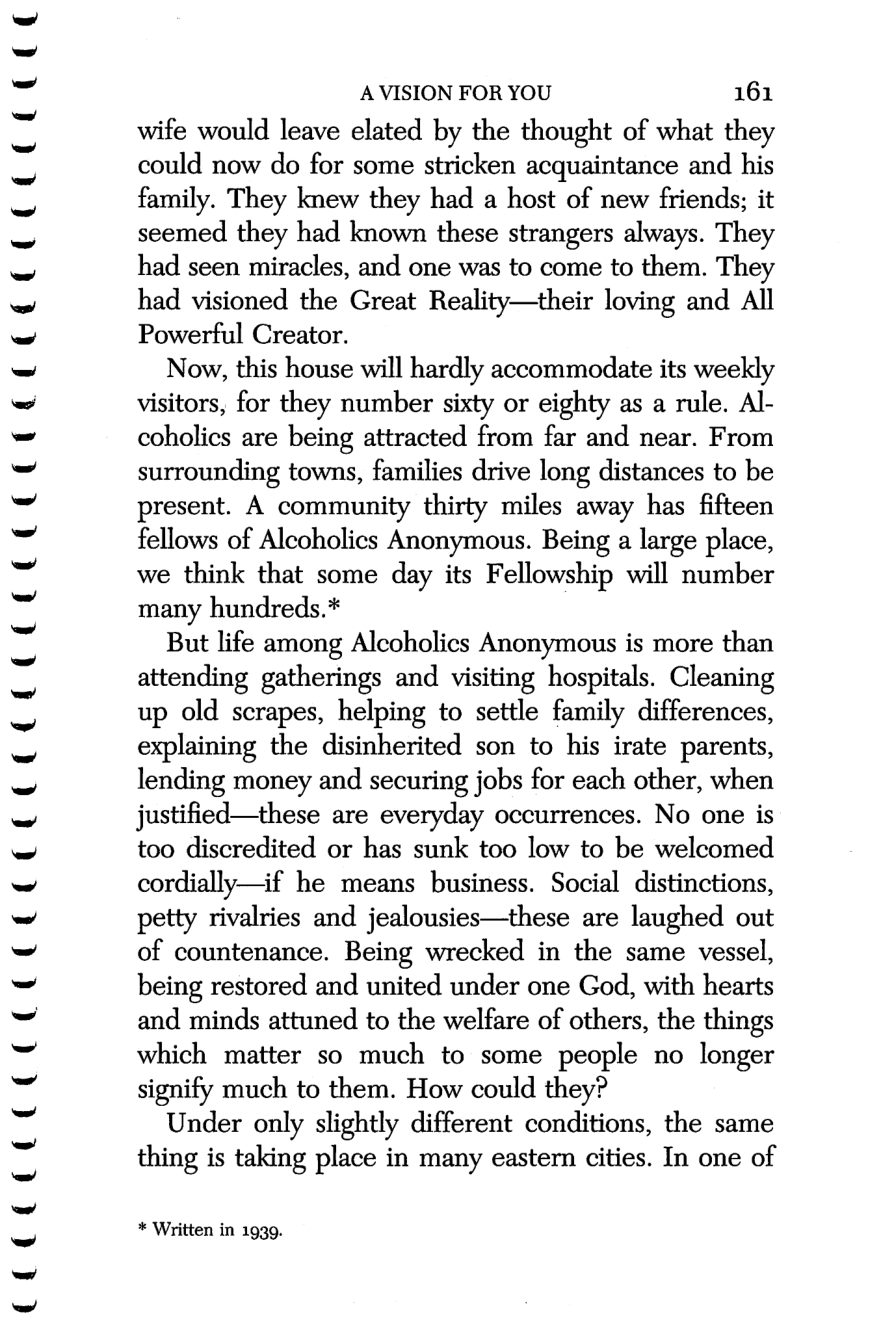 A VISION FOR YOU 161
wife would leave elated by the thought of what they
could now do for some stricken acquaintance and his
family. They knew they had a host of new friends; it
seemed they had known these strangers always. They
had seen miracles, and one was to come to them. They
had visioned the Great Reality—their loving and All
Powerful Creator.
Now, this house will hardly accommodate its weekly
visitors, for they number sixty or eighty as a rule. Al-
coholics are being attracted from far and near. From
surrounding towns, families drive long distances to be
present. A community thirty miles away has fifteen
fellows of Alcoholics Anonymous. Being a large place,
we think that some day its Fellowship will number
many hundreds.*
But life among Alcoholics Anonymous is more than
attending gatherings and visiting hospitals. Cleaning
up old scrapes, helping to settle family differences,
explaining the disinherited son to his irate parents,
lending money and securing jobs for each other, when
justified—these are everyday occurrences. No one is
too discredited or has sunk too low to be welcomed
cordially—if he means business. Social distinctions,
petty rivalries and jealousies—these are laughed out
of countenance. Being wrecked in the same vessel,
being restored and united under one God, with hearts
and minds attuned to the welfare of others, the things
which matter so much to some people no longer
signify much to them. How could they?
Under only slightly different conditions, the same
thing is taking place in many eastern cities. In one of
* Written in 1939.